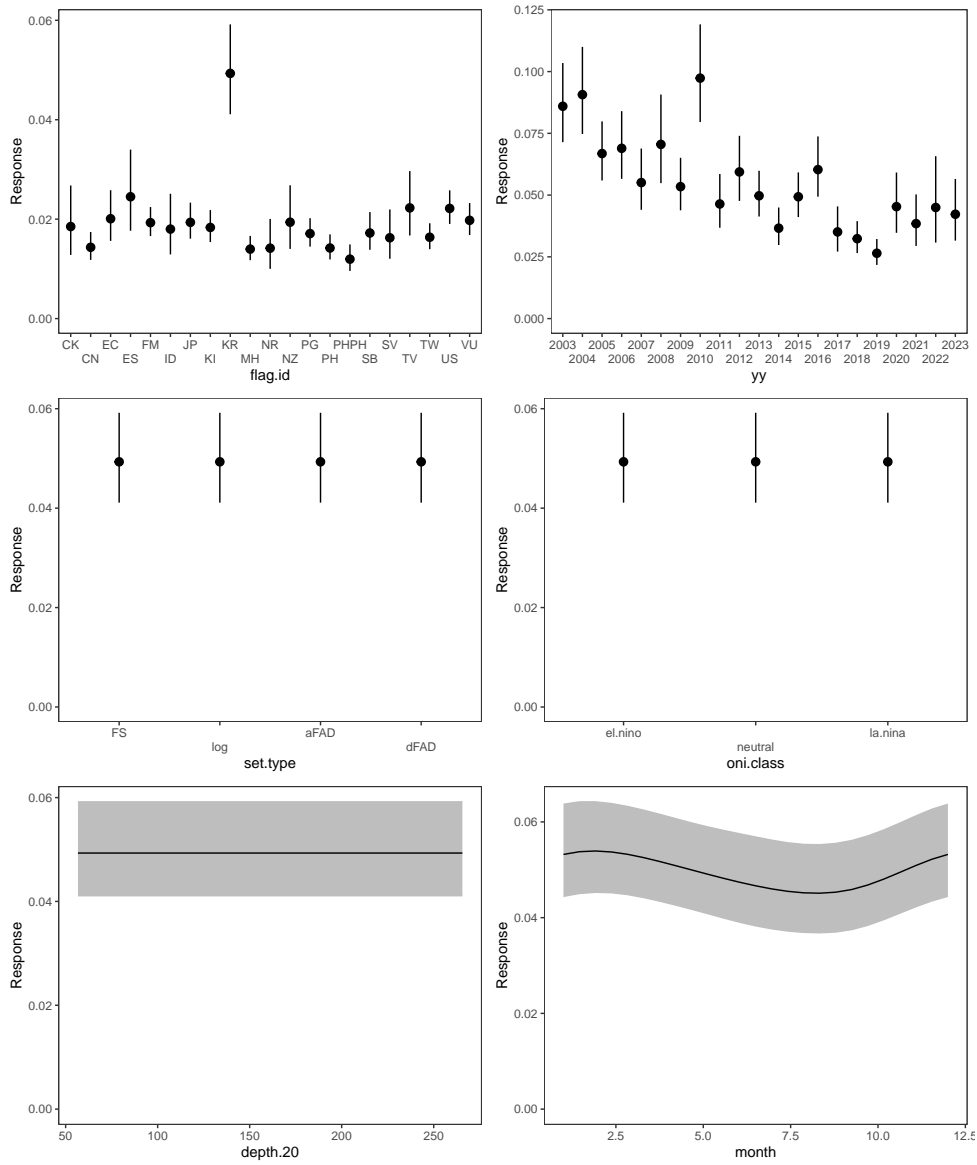 0.06
0.04
0.02
0.00
Response
CK EC FM JP KR NR PG PHPH SV TW VU
CN ES ID KI MH NZ PH SB TV US
flag.id
0.125
0.100
0.075
0.050
0.025
0.000
Response
2003 2005 2007 2009 2011 2013 2015 2017 2019 2021 2023
2004 2006 2008 2010 2012 2014 2016 2018 2020 2022
yy
0.06
0.04
0.02
0.00
Response
FS aFAD
log dFAD
set.type
0.06
0.04
0.02
0.00
Response
el.nino la.nina
neutral
oni.class
0.06
0.04
0.02
0.00
Response
50 100 150 200 250
depth.20
0.06
0.04
0.02
0.00
Response
2.5 5.0 7.5 10.0 12.5
month